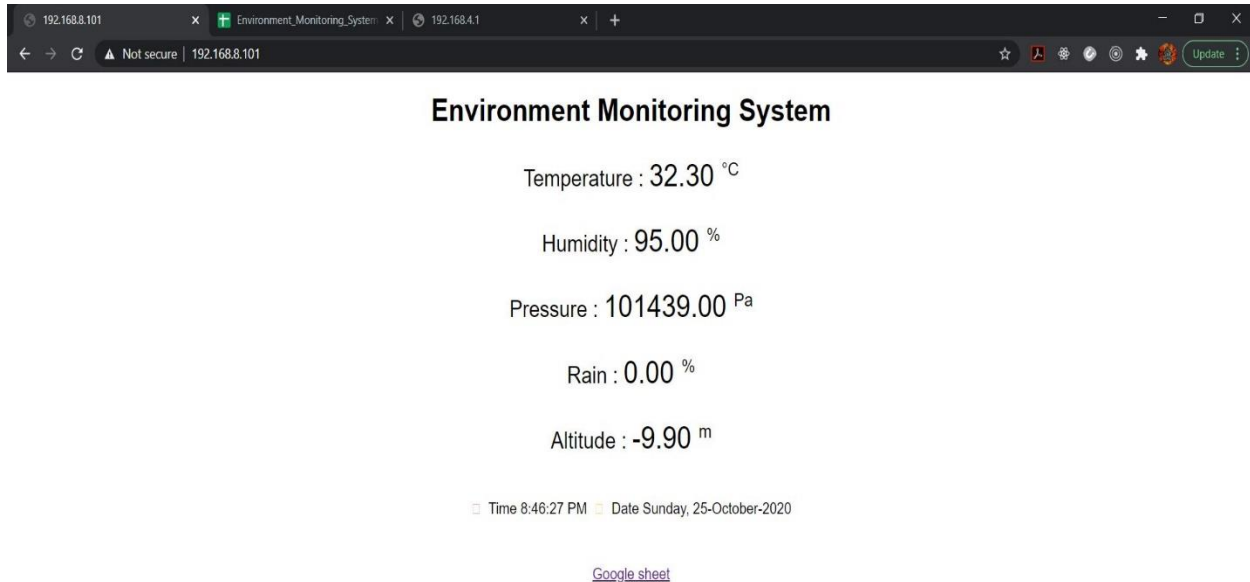 192.168.8.101
Environment_Monitoring_System
192.168.4.1
Not secure | 192.168.8.101
Update
Environment Monitoring System
Temperature : 32.30 °C
Humidity : 95.00 %
Pressure : 101439.00 Pa
Rain : 0.00 %
Altitude : -9.90 m
Time 8:46:27 PM Date Sunday, 25-October-2020
Google sheet